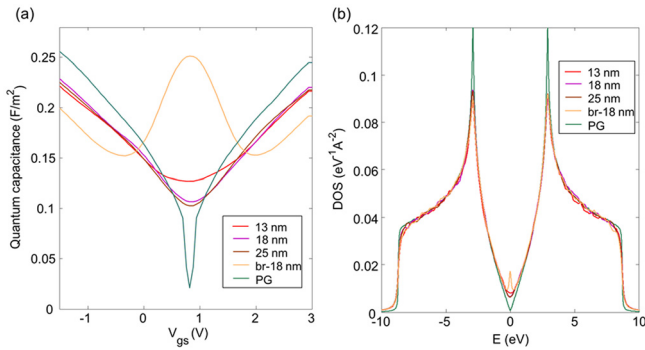 (a)
Quantum capacitance (F/m²)
0.25
0.2
0.15
0.1
0.05
0
-1
0
1
2
3
V_gs (V)
13 nm
18 nm
25 nm
br-18 nm
PG
(b)
DOS (eV⁻¹A⁻²)
0.12
0.10
0.08
0.06
0.04
0.02
0
-10
-5
0
5
10
E (eV)
13 nm
18 nm
25 nm
br-18 nm
PG